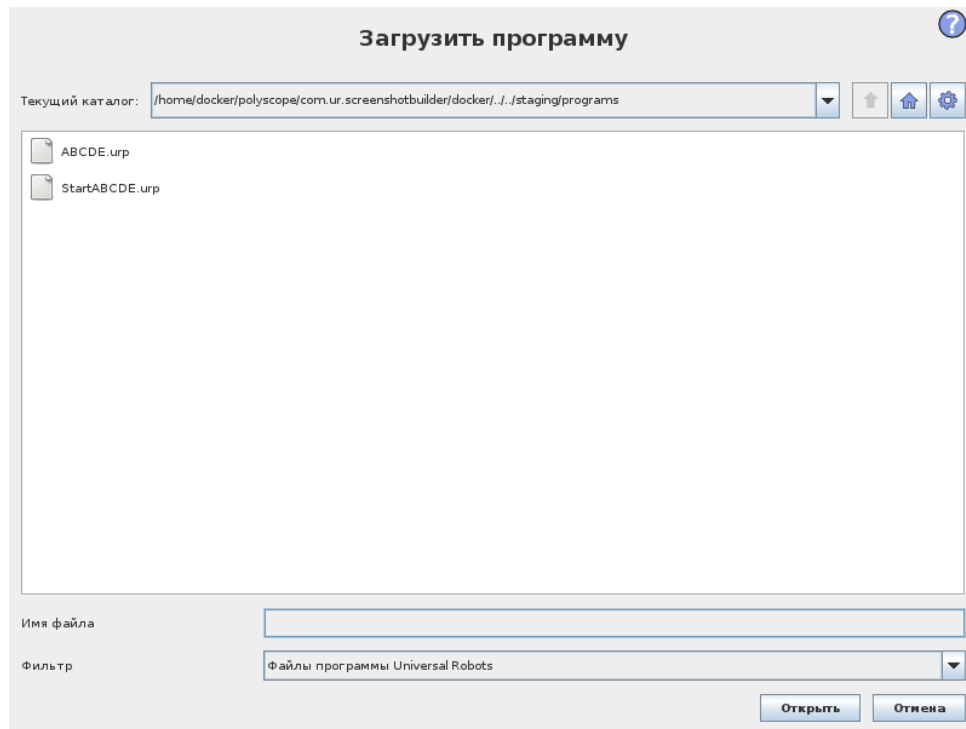 Загрузить программу
?
Текущий каталог: /home/docker/polyscope/com.ur.screenshotbuilder/docker/../../staging/programs
ABCDE.urp
StartABCDE.urp
Имя файла
Фильтр Файлы программы Universal Robots
Открыть Отмена